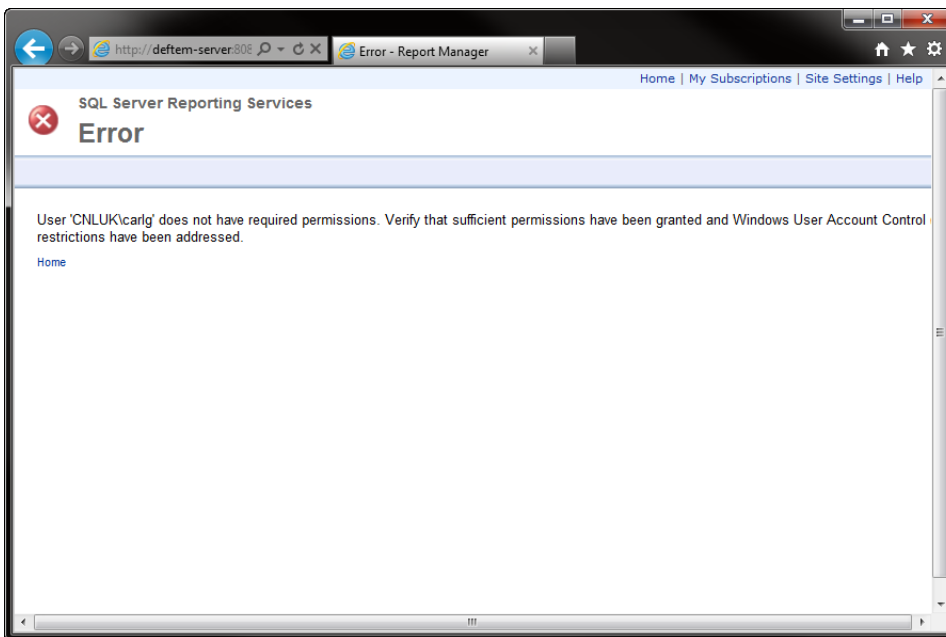 http://deftem-server:808
Error - Report Manager
Home | My Subscriptions | Site Settings | Help
SQL Server Reporting Services
Error
User 'CNLUK\carlg' does not have required permissions. Verify that sufficient permissions have been granted and Windows User Account Control
restrictions have been addressed.
Home